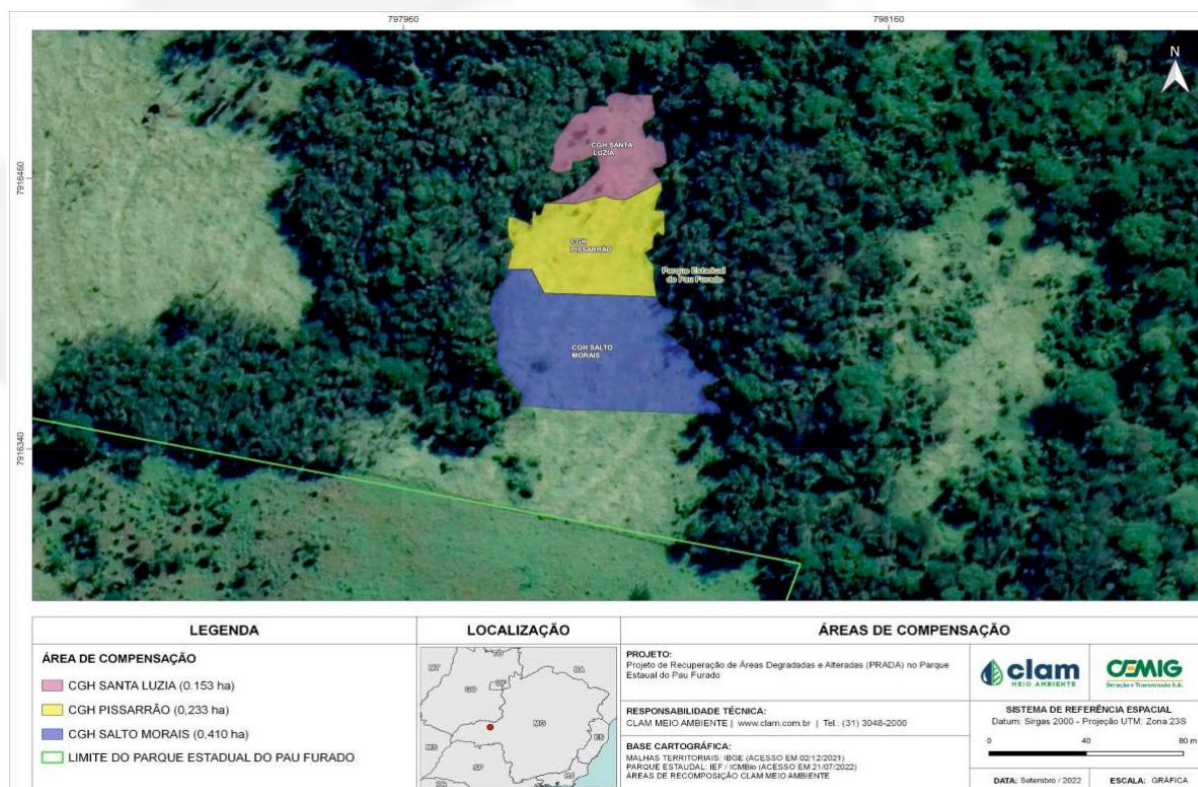 797960
798160
N
7916460
7916340
CGH SANTA
LUZIA
CGH
PISSARRÃO
Parque Estadual
do Pau Furado
CGH SALTO
MORAIS
LEGENDA
ÁREA DE COMPENSAÇÃO
CGH SANTA LUZIA (0.153 ha)
CGH PISSARRÃO (0,233 ha)
CGH SALTO MORAIS (0,410 ha)
LIMITE DO PARQUE ESTADUAL DO PAU FURADO
LOCALIZAÇÃO
MT
GO
BA
MG
ES
MS
SP
RJ
ÁREAS DE COMPENSAÇÃO
PROJETO:
Projeto de Recuperação de Áreas Degradadas e Alteradas (PRADA) no Parque
Estaual do Pau Furado
RESPONSABILIDADE TÉCNICA:
CLAM MEIO AMBIENTE | www.clam.com.br | Tel.: (31) 3048-2000
BASE CARTOGRÁFICA:
MALHAS TERRITORIAIS: IBGE (ACESSO EM 02/12/2021)
PARQUE ESTAUDAL: IEF / ICMBio (ACESSO EM 21/07/2022)
ÁREAS DE RECOMPOSIÇÃO CLAM MEIO AMBIENTE
clam
MEIO AMBIENTE
CEMIG
Geração e Transmissão S.A.
SISTEMA DE REFERÊNCIA ESPACIAL
Datum: Sirgas 2000 - Projeção UTM: Zona 23S
0 40 80 m
DATA: Setembro / 2022
ESCALA: GRÁFICA